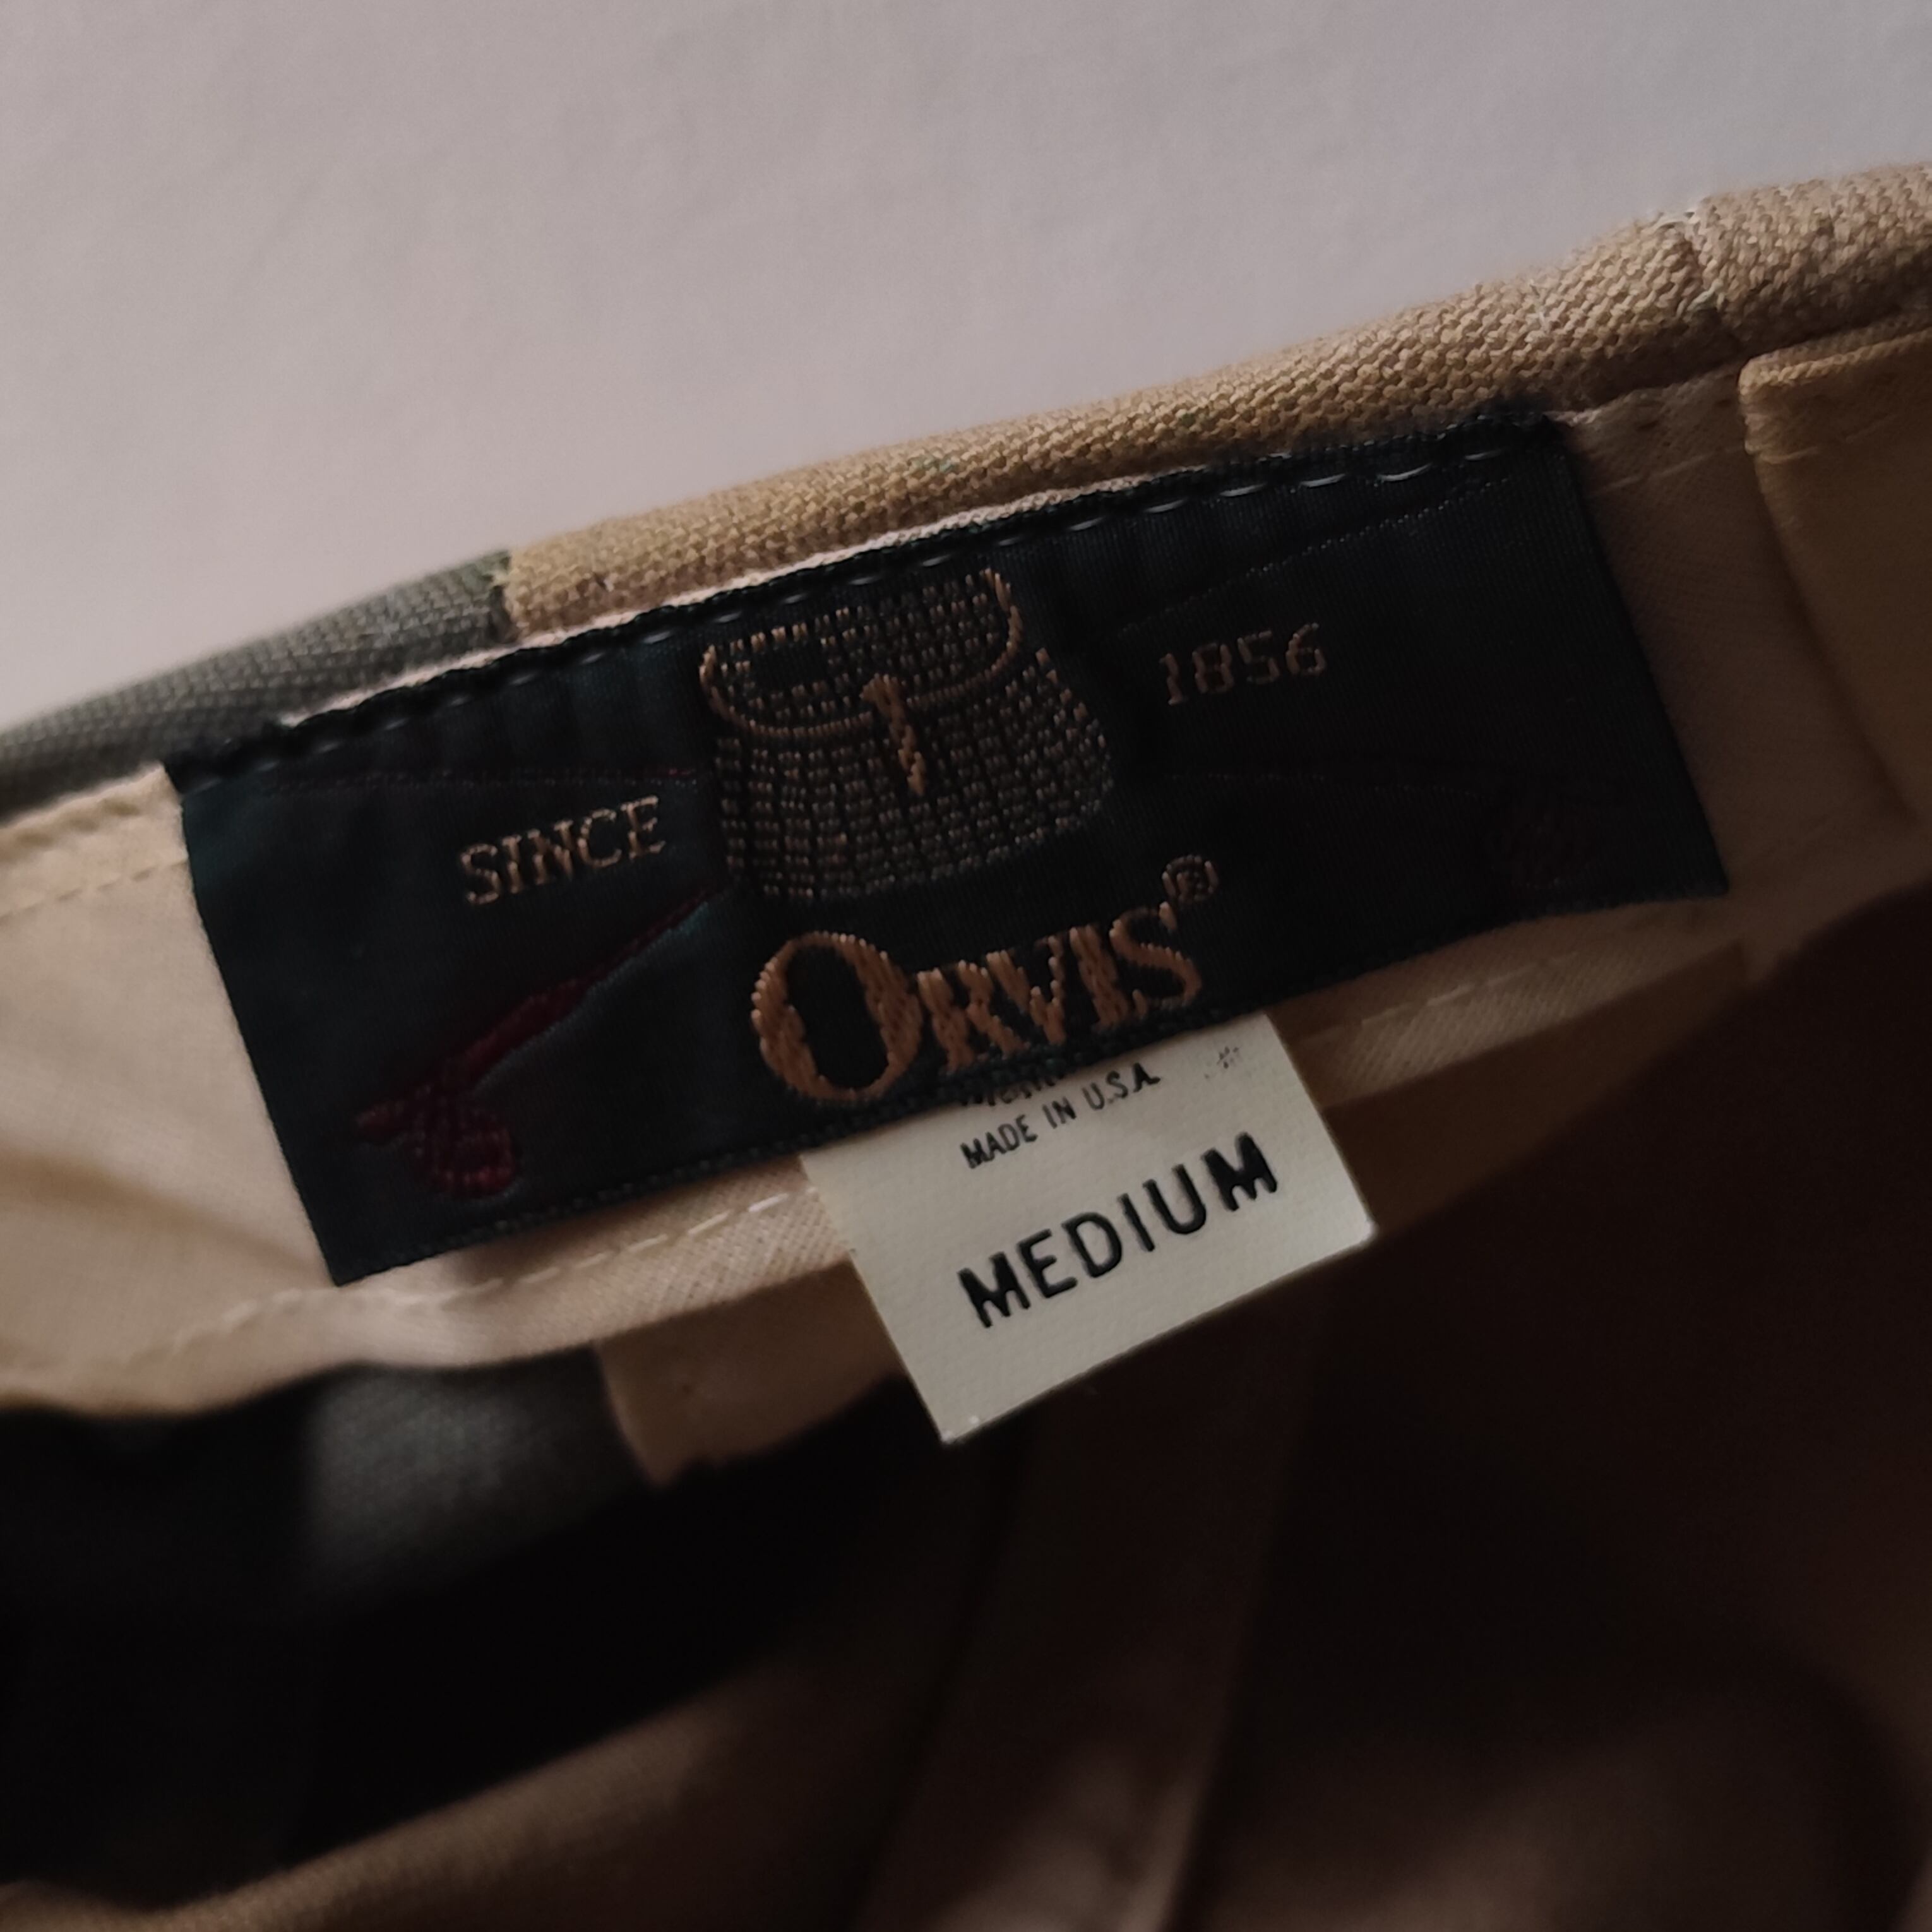 SINCE 1856
ORVIS®
MADE IN U.S.A.
MEDIUM